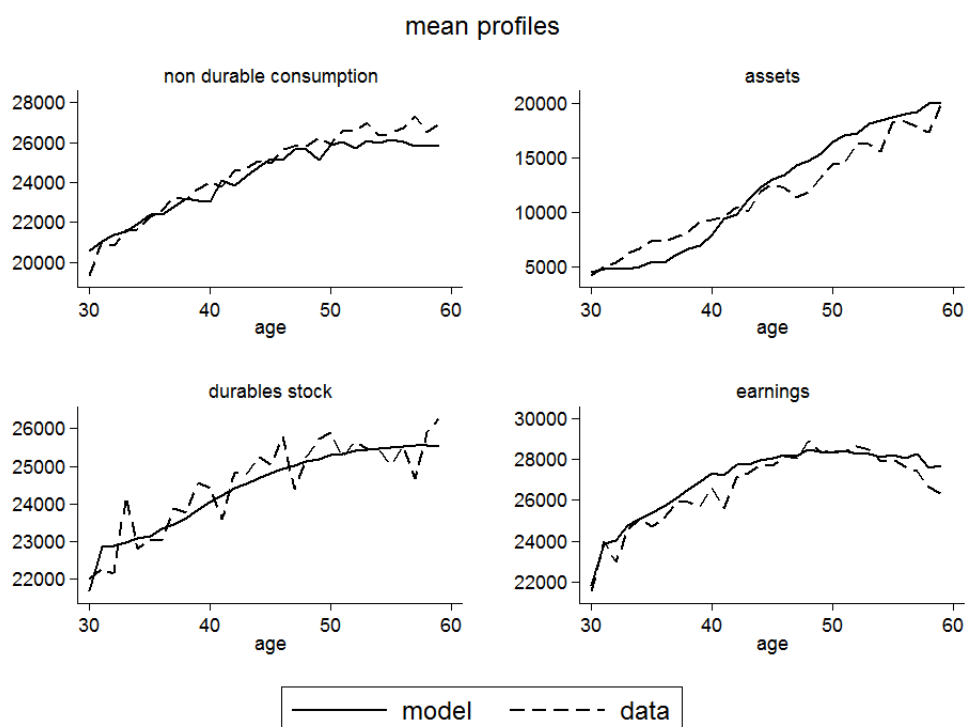 mean profiles
non durable consumption
28000
26000
24000
22000
20000
30 40 50 60
age
assets
20000
15000
10000
5000
30 40 50 60
age
durables stock
26000
25000
24000
23000
22000
30 40 50 60
age
earnings
30000
28000
26000
24000
22000
30 40 50 60
age
model data